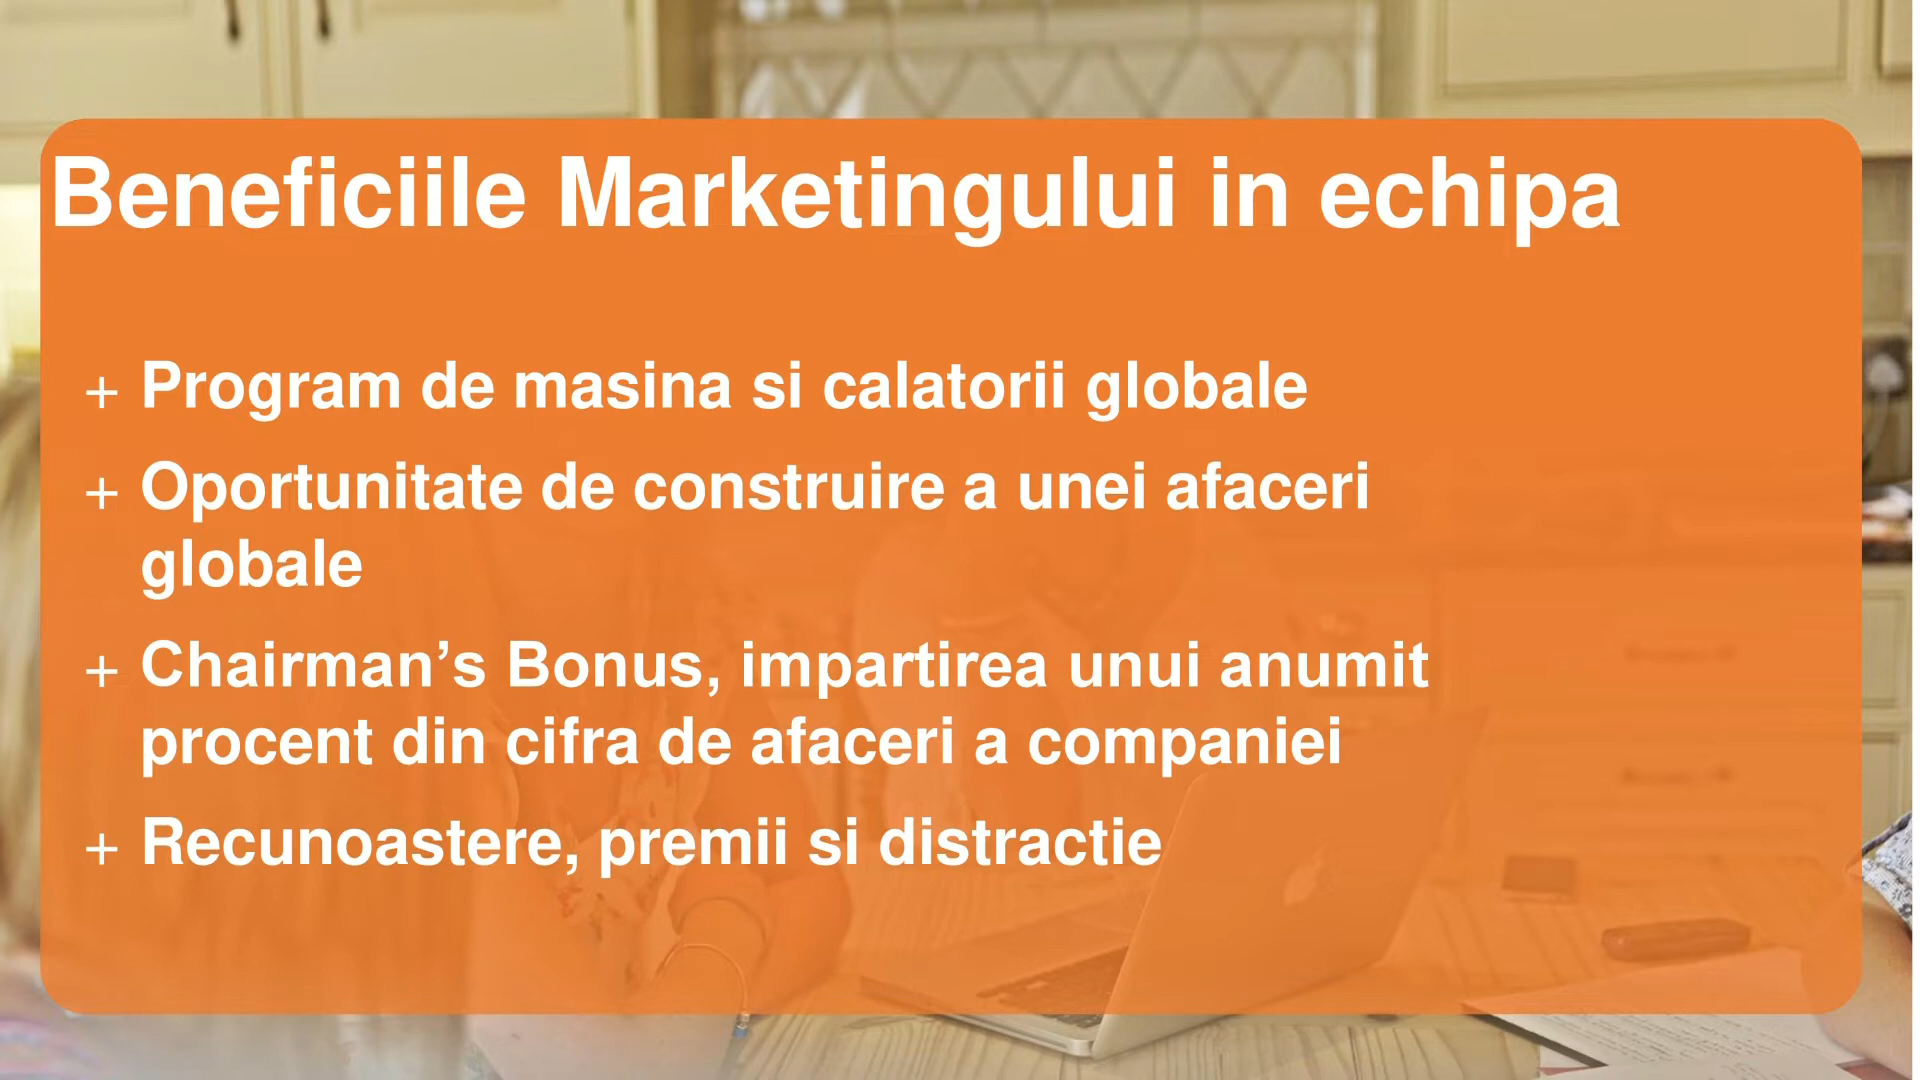 Beneficiile Marketingului in echipa
+ Program de masina si calatorii globale
+ Oportunitate de construire a unei afaceri
globale
+ Chairman’s Bonus, impartirea unui anumit
procent din cifra de afaceri a companiei
+ Recunoastere, premii si distractie